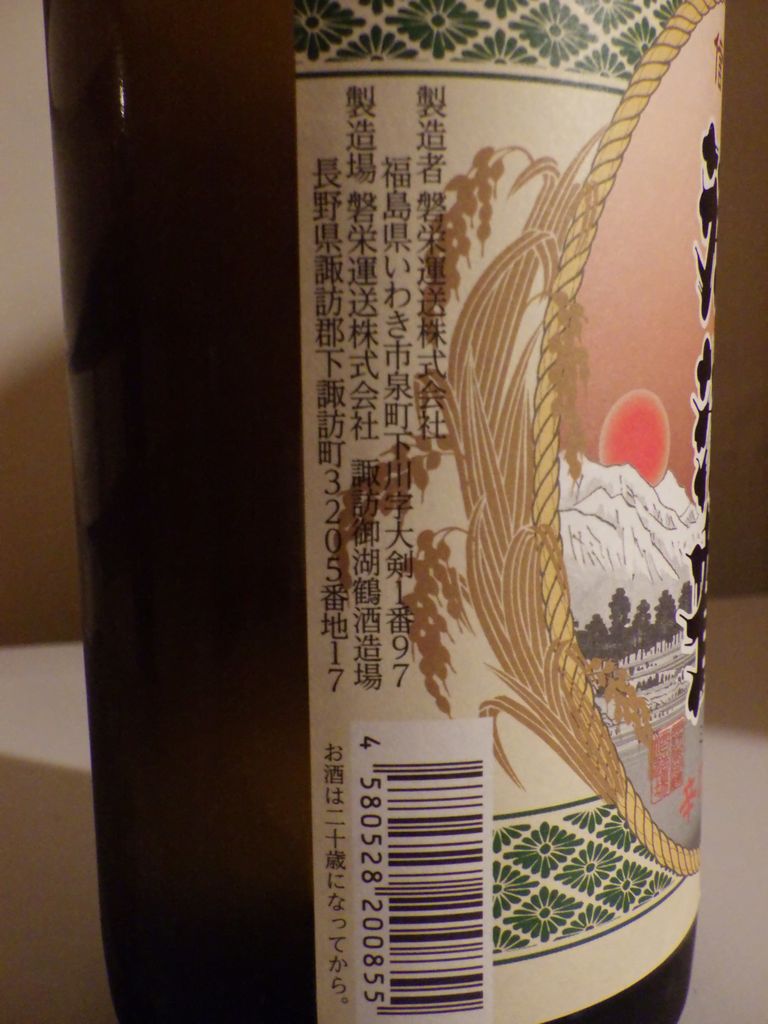 製造者 磐栄運送株式会社
福島県いわき市泉町下川字大剣1番97
製造場 磐栄運送株式会社 諏訪御湖鶴酒造場
長野県諏訪郡下諏訪町3205番地17
お酒は二十歳になってから。
4 580528 200855